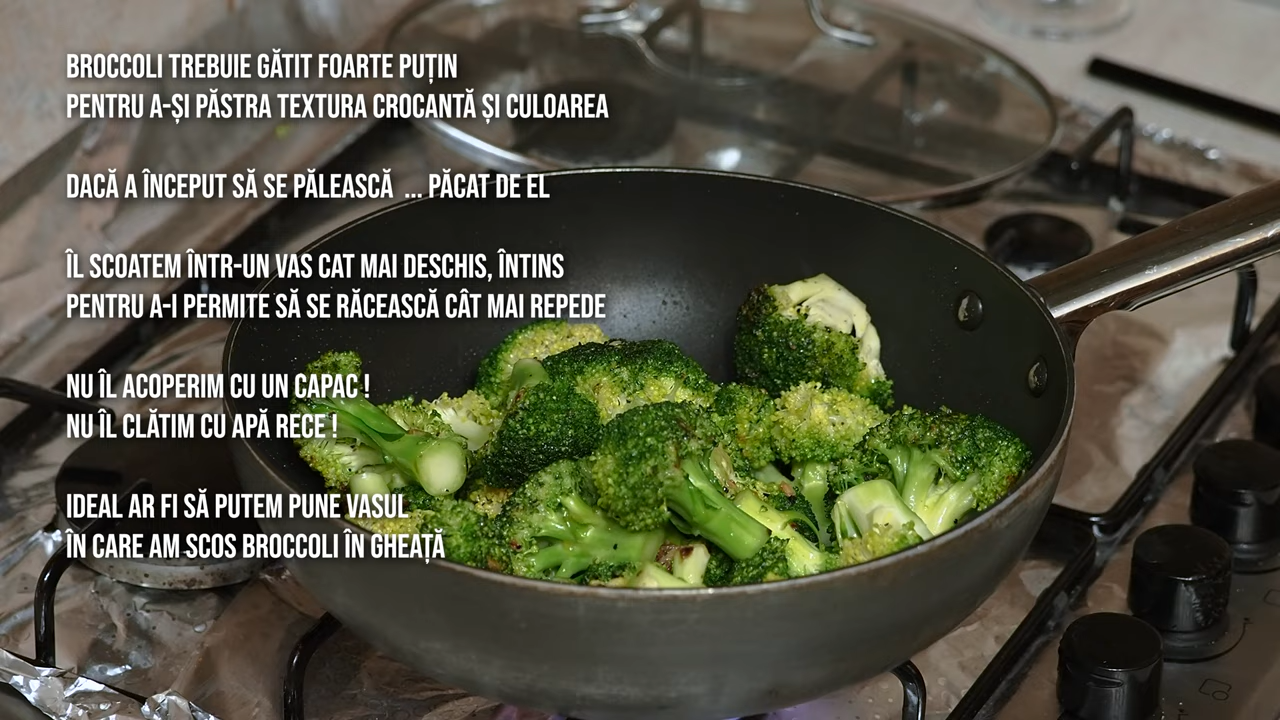 BROCCOLI TREBUIE GĂTIT FOARTE PUȚIN
PENTRU A-ȘI PĂSTRA TEXTURA CROCANTĂ ȘI CULOAREA
DACĂ A ÎNCEPUT SĂ SE PĂLEASCĂ ... PĂCAT DE EL
ÎL SCOATEM ÎNTR-UN VAS CAT MAI DESCHIS, ÎNTINS
PENTRU A-I PERMITE SĂ SE RĂCEASCĂ CÂT MAI REPEDE
NU ÎL ACOPERIM CU UN CAPAC !
NU ÎL CLĂTIM CU APĂ RECE !
IDEAL AR FI SĂ PUTEM PUNE VASUL
ÎN CARE AM SCOS BROCCOLI ÎN GHEAȚĂ